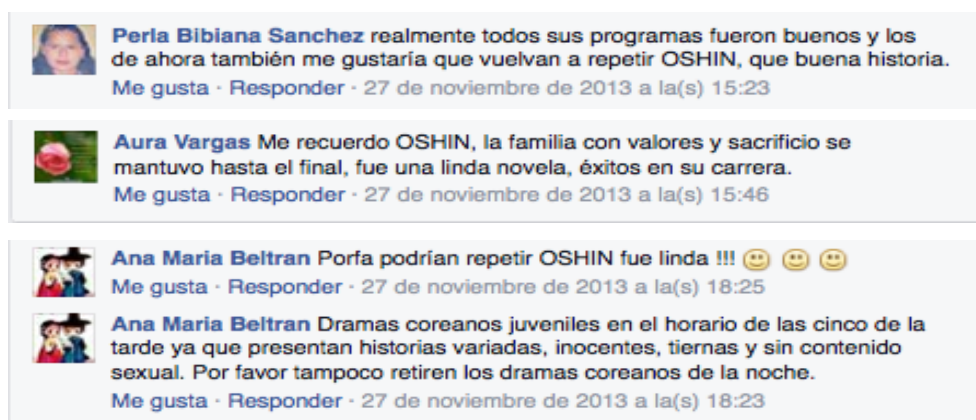 Perla Bibiana Sanchez realmente todos sus programas fueron buenos y los
de ahora también me gustaría que vuelvan a repetir OSHIN, que buena historia.
Me gusta · Responder · 27 de noviembre de 2013 a la(s) 15:23
Aura Vargas Me recuerdo OSHIN, la familia con valores y sacrificio se
mantuvo hasta el final, fue una linda novela, éxitos en su carrera.
Me gusta · Responder · 27 de noviembre de 2013 a la(s) 15:46
Ana Maria Beltran Porfa podrían repetir OSHIN fue linda !!!
Me gusta · Responder · 27 de noviembre de 2013 a la(s) 18:25
Ana Maria Beltran Dramas coreanos juveniles en el horario de las cinco de la
tarde ya que presentan historias variadas, inocentes, tiernas y sin contenido
sexual. Por favor tampoco retiren los dramas coreanos de la noche.
Me gusta · Responder · 27 de noviembre de 2013 a la(s) 18:23